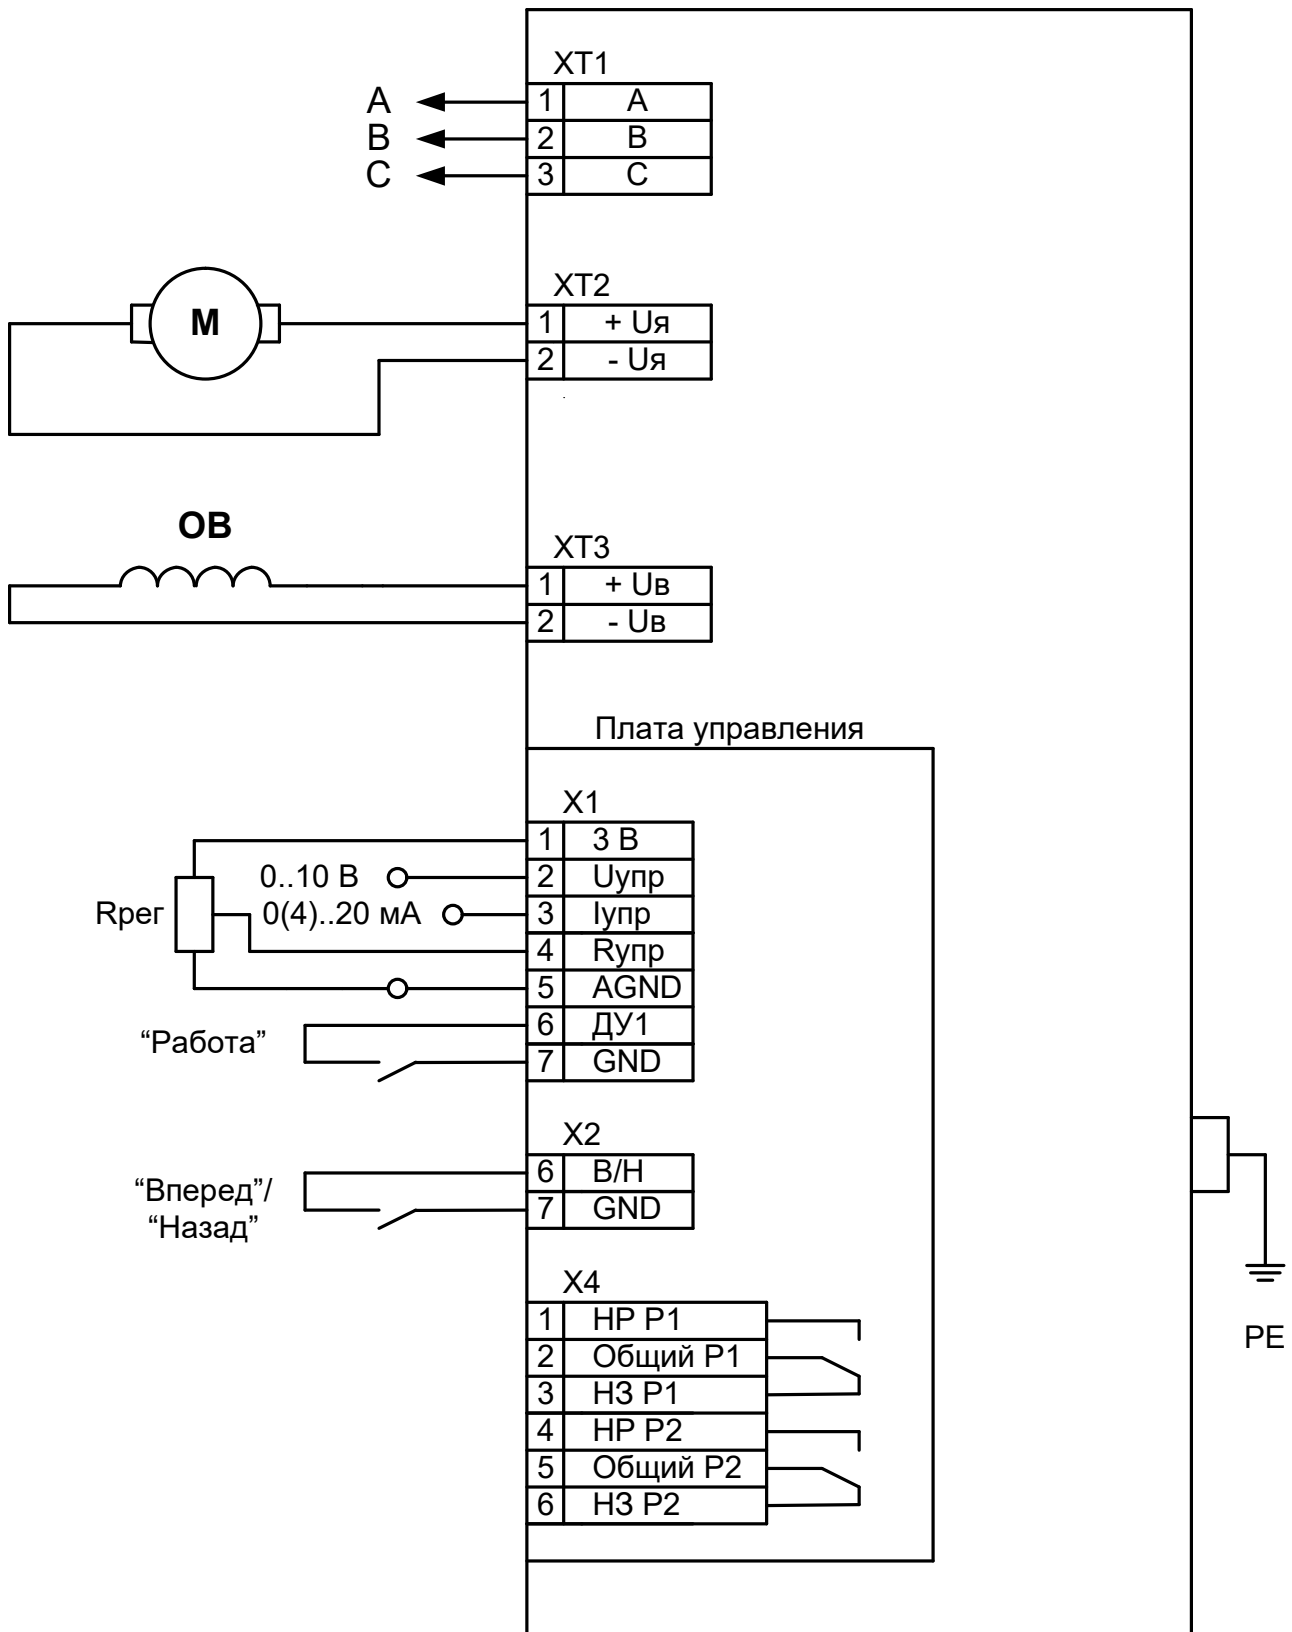 XT1
A 1 A
B 2 B
C 3 C
XT2
М
1 + Uя
2 - Uя
ОВ
XT3
1 + Uв
2 - Uв
Плата управления
X1
1 3 В
0..10 В 2 Uупр
Rрег 0(4)..20 мА 3 Iупр
4 Rупр
5 AGND
6 ДУ1
“Работа”
7 GND
X2
6 В/Н
“Вперед”/
7 GND
“Назад”
X4
1 НР Р1
PE
2 Общий Р1
3 НЗ Р1
4 НР Р2
5 Общий Р2
6 НЗ Р2